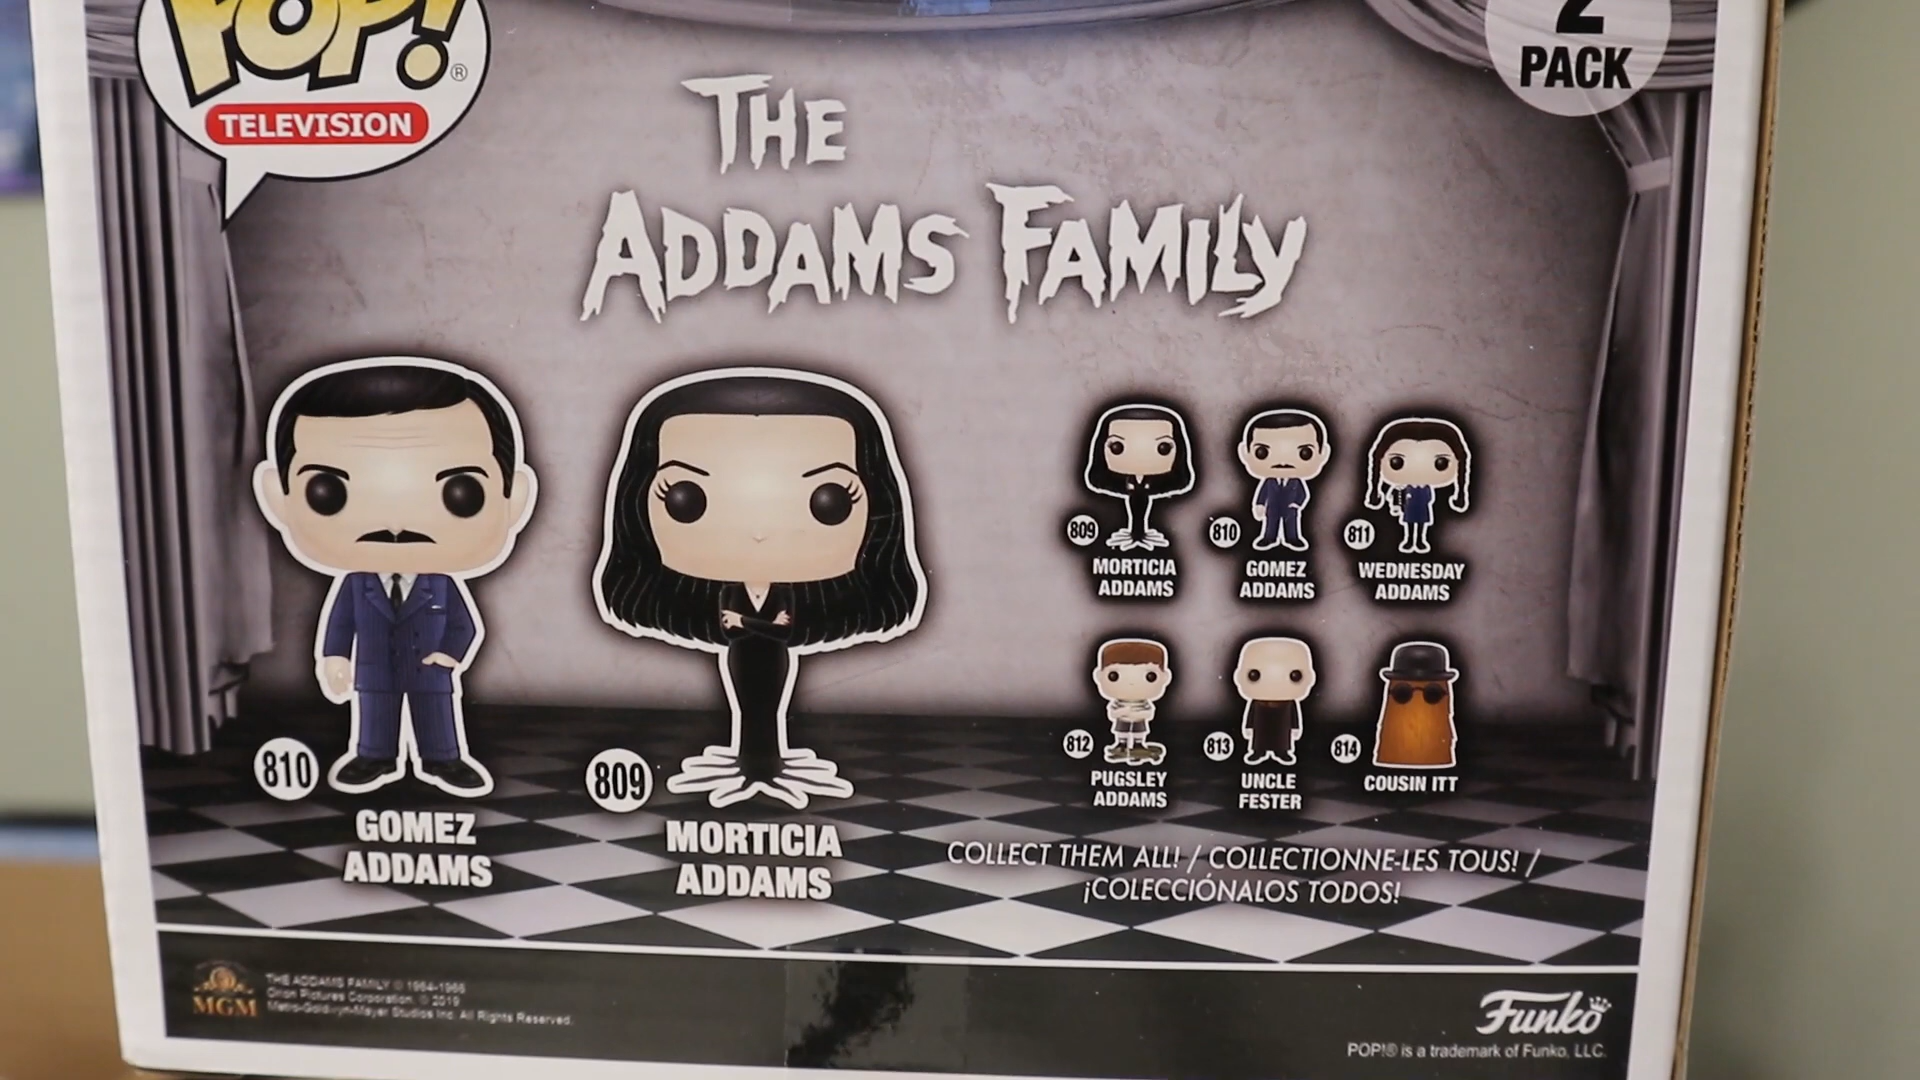 POP!®
TELEVISION
2
PACK
THE
ADDAMS FAMILY
809
MORTICIA
ADDAMS
810
GOMEZ
ADDAMS
811
WEDNESDAY
ADDAMS
812
PUGSLEY
ADDAMS
813
UNCLE
FESTER
814
COUSIN ITT
810
GOMEZ
ADDAMS
809
MORTICIA
ADDAMS
COLLECT THEM ALL! / COLLECTIONNE-LES TOUS! /
¡COLECCIÓNALOS TODOS!
MGM
THE ADDAMS FAMILY © 1964-1966
Orion Pictures Corporation. © 2019
Metro-Goldwyn-Mayer Studios Inc. All Rights Reserved.
Funko
POP!® is a trademark of Funko, LLC.